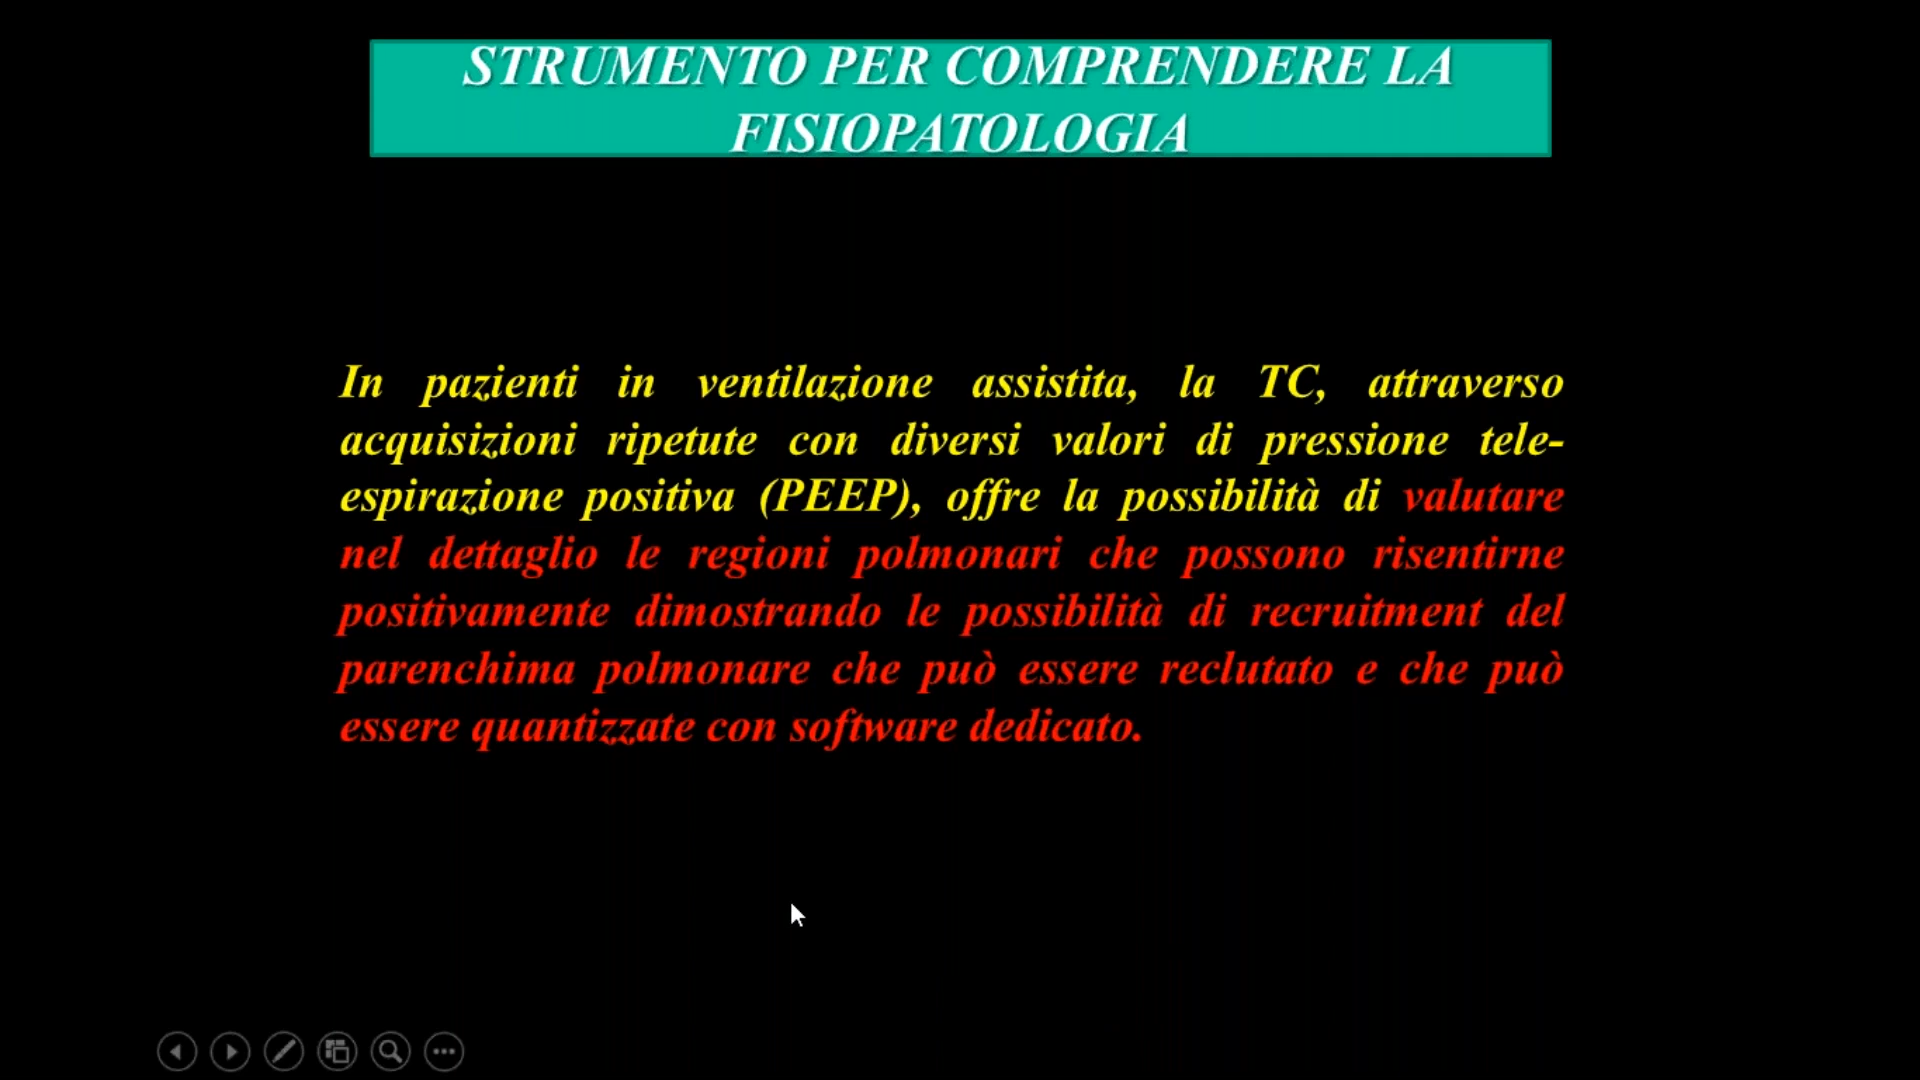 STRUMENTO PER COMPRENDERE LA
FISIOPATOLOGIA
In pazienti in ventilazione assistita, la TC, attraverso
acquisizioni ripetute con diversi valori di pressione tele-
espirazione positiva (PEEP), offre la possibilità di valutare
nel dettaglio le regioni polmonari che possono risentirne
positivamente dimostrando le possibilità di recruitment del
parenchima polmonare che può essere reclutato e che può
essere quantizzate con software dedicato.